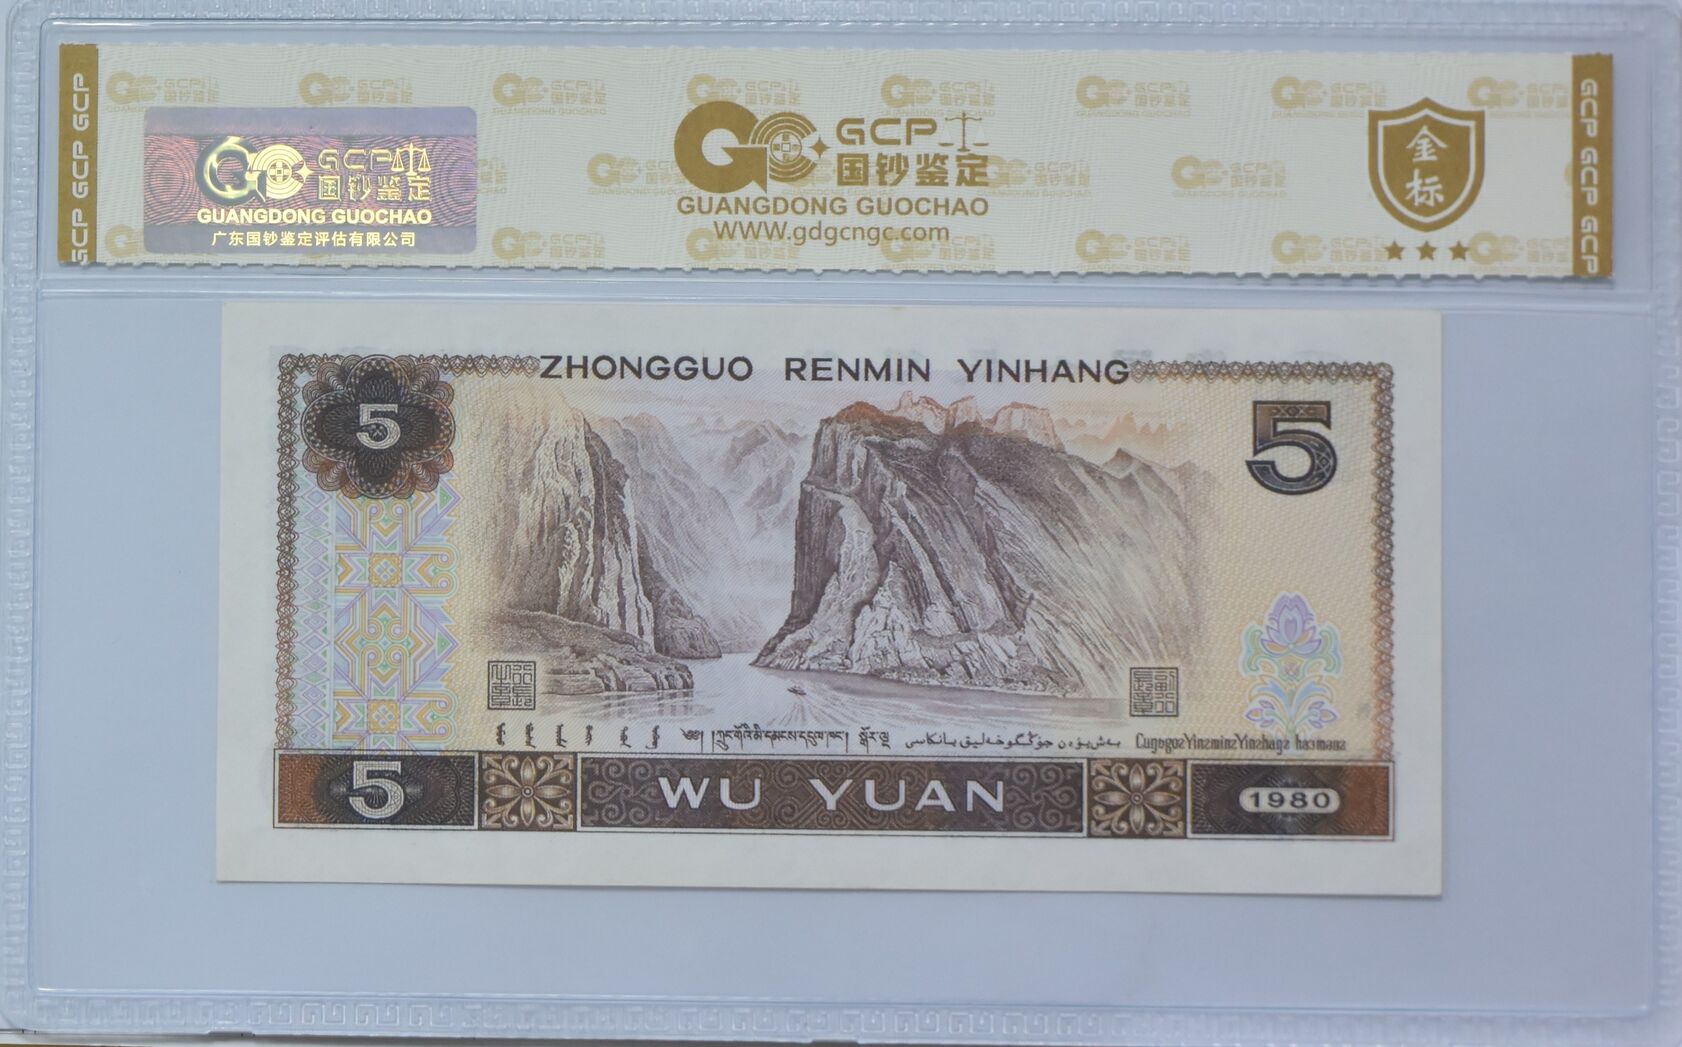 GCP GCP GCP
GCP
国钞鉴定
GUANGDONG GUOCHAO
广东国钞鉴定评估有限公司
GCP
国钞鉴定
GUANGDONG GUOCHAO
WWW.gdgcngc.com
金标
GCP GCP GCP
ZHONGGUO RENMIN YINHANG
5
5
5
WU YUAN
1980